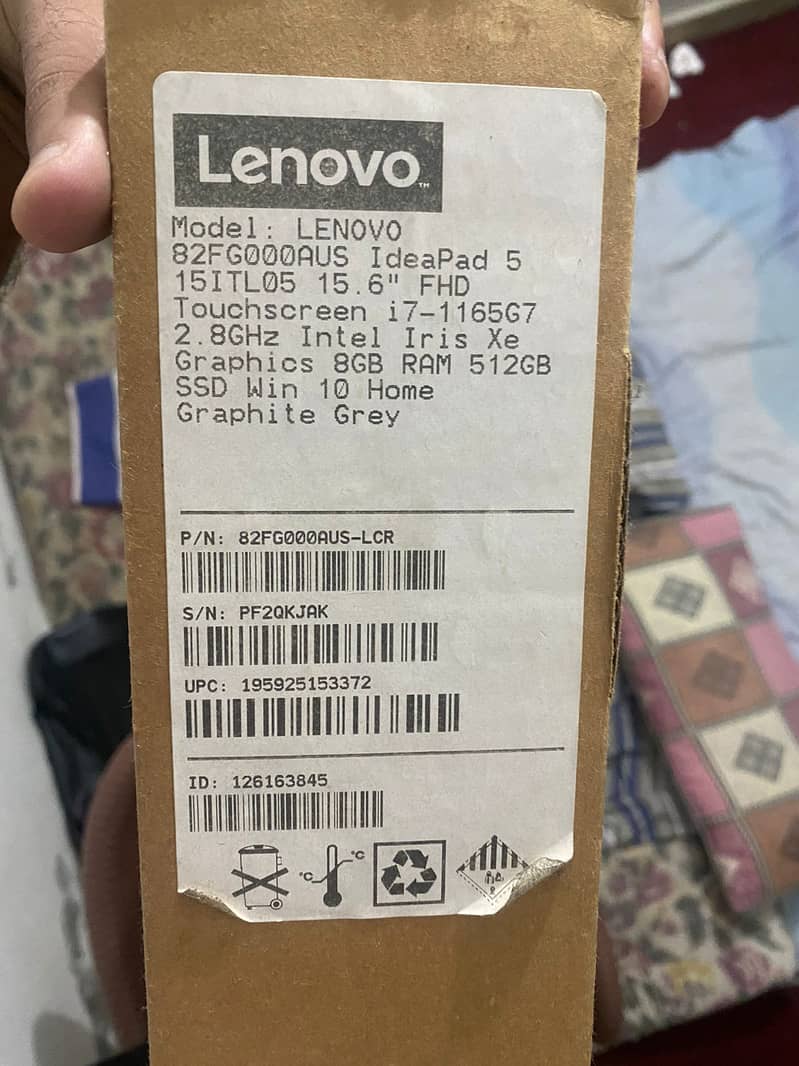 Lenovo™
Model: LENOVO
82FG000AUS IdeaPad 5
15ITL05 15.6" FHD
Touchscreen i7-1165G7
2.8GHz Intel Iris Xe
Graphics 8GB RAM 512GB
SSD Win 10 Home
Graphite Grey
P/N: 82FG000AUS-LCR
S/N: PF2QKJAK
UPC: 195925153372
ID: 126163845
°C
°C